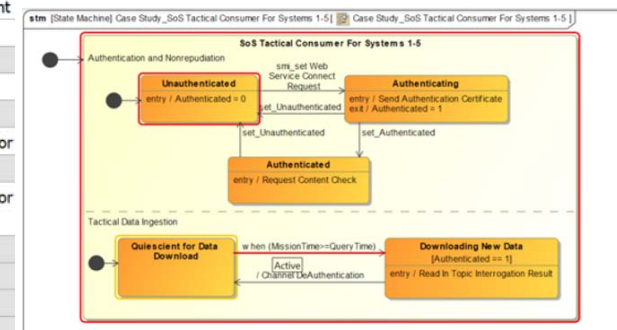 nt
or
or
stm [State Machine] Case Study_SoS Tactical Consumer For Systems 1-5[ Case Study_SoS Tactical Consumer For Systems 1-5 ]
SoS Tactical Consumer For Systems 1-5
Authentication and Nonrepudiation
smi_set Web
Service Connect
Request
Unauthenticated
entry / Authenticated = 0
Authenticating
entry / Send Authentication Certificate
exit / Authenticated = 1
set_Unauthenticated
set_Unauthenticated
set_Authenticated
Authenticated
entry / Request Content Check
Tactical Data Ingestion
Quiescient for Data
Download
when (MissionTime>=QueryTime)
Active
/ Channel DeAuthentication
Downloading New Data
[Authenticated == 1]
entry / Read In Topic Interrogation Result